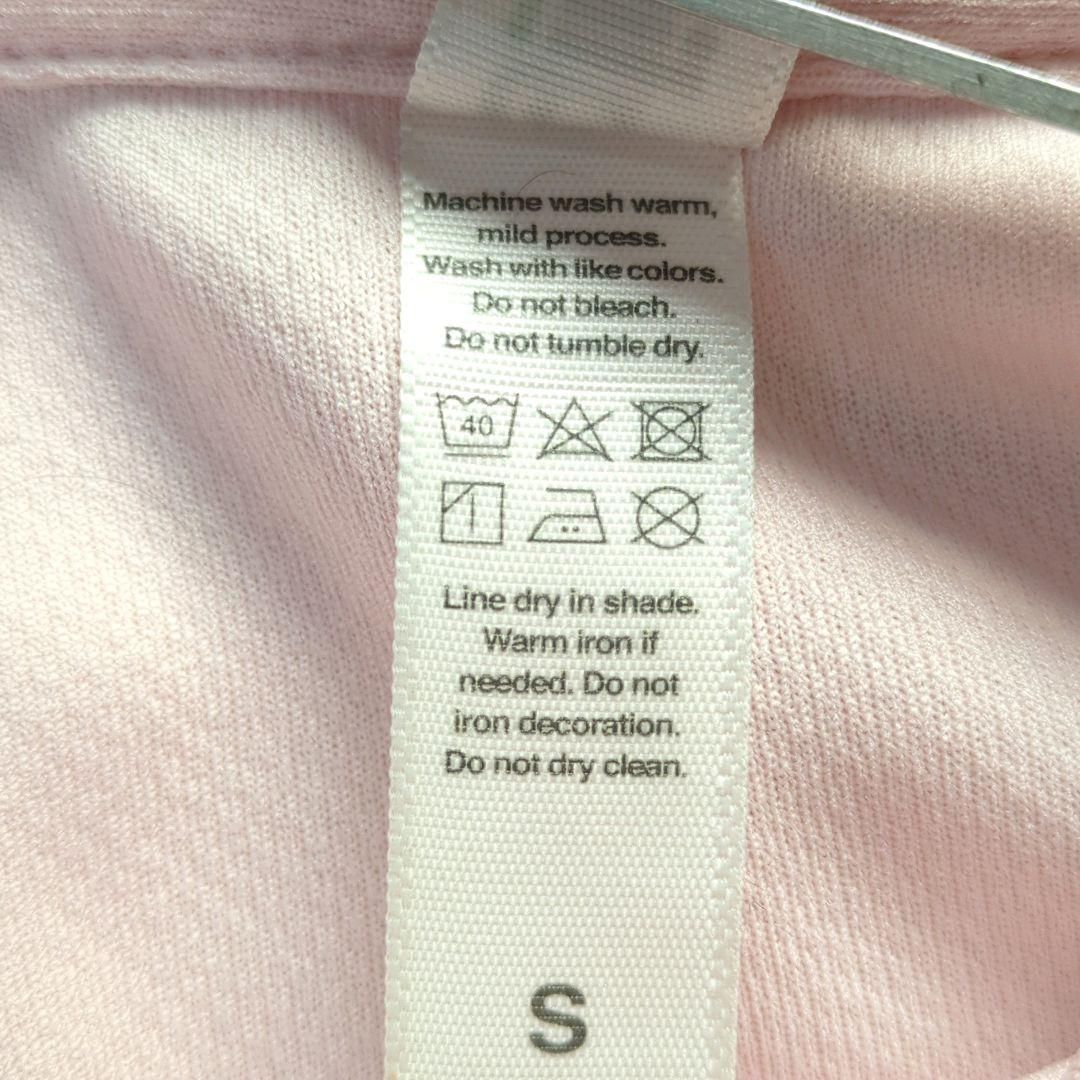 Machine wash warm,
mild process.
Wash with like colors.
Do not bleach.
Do not tumble dry.
40
Line dry in shade.
Warm iron if
needed. Do not
iron decoration.
Do not dry clean.
S